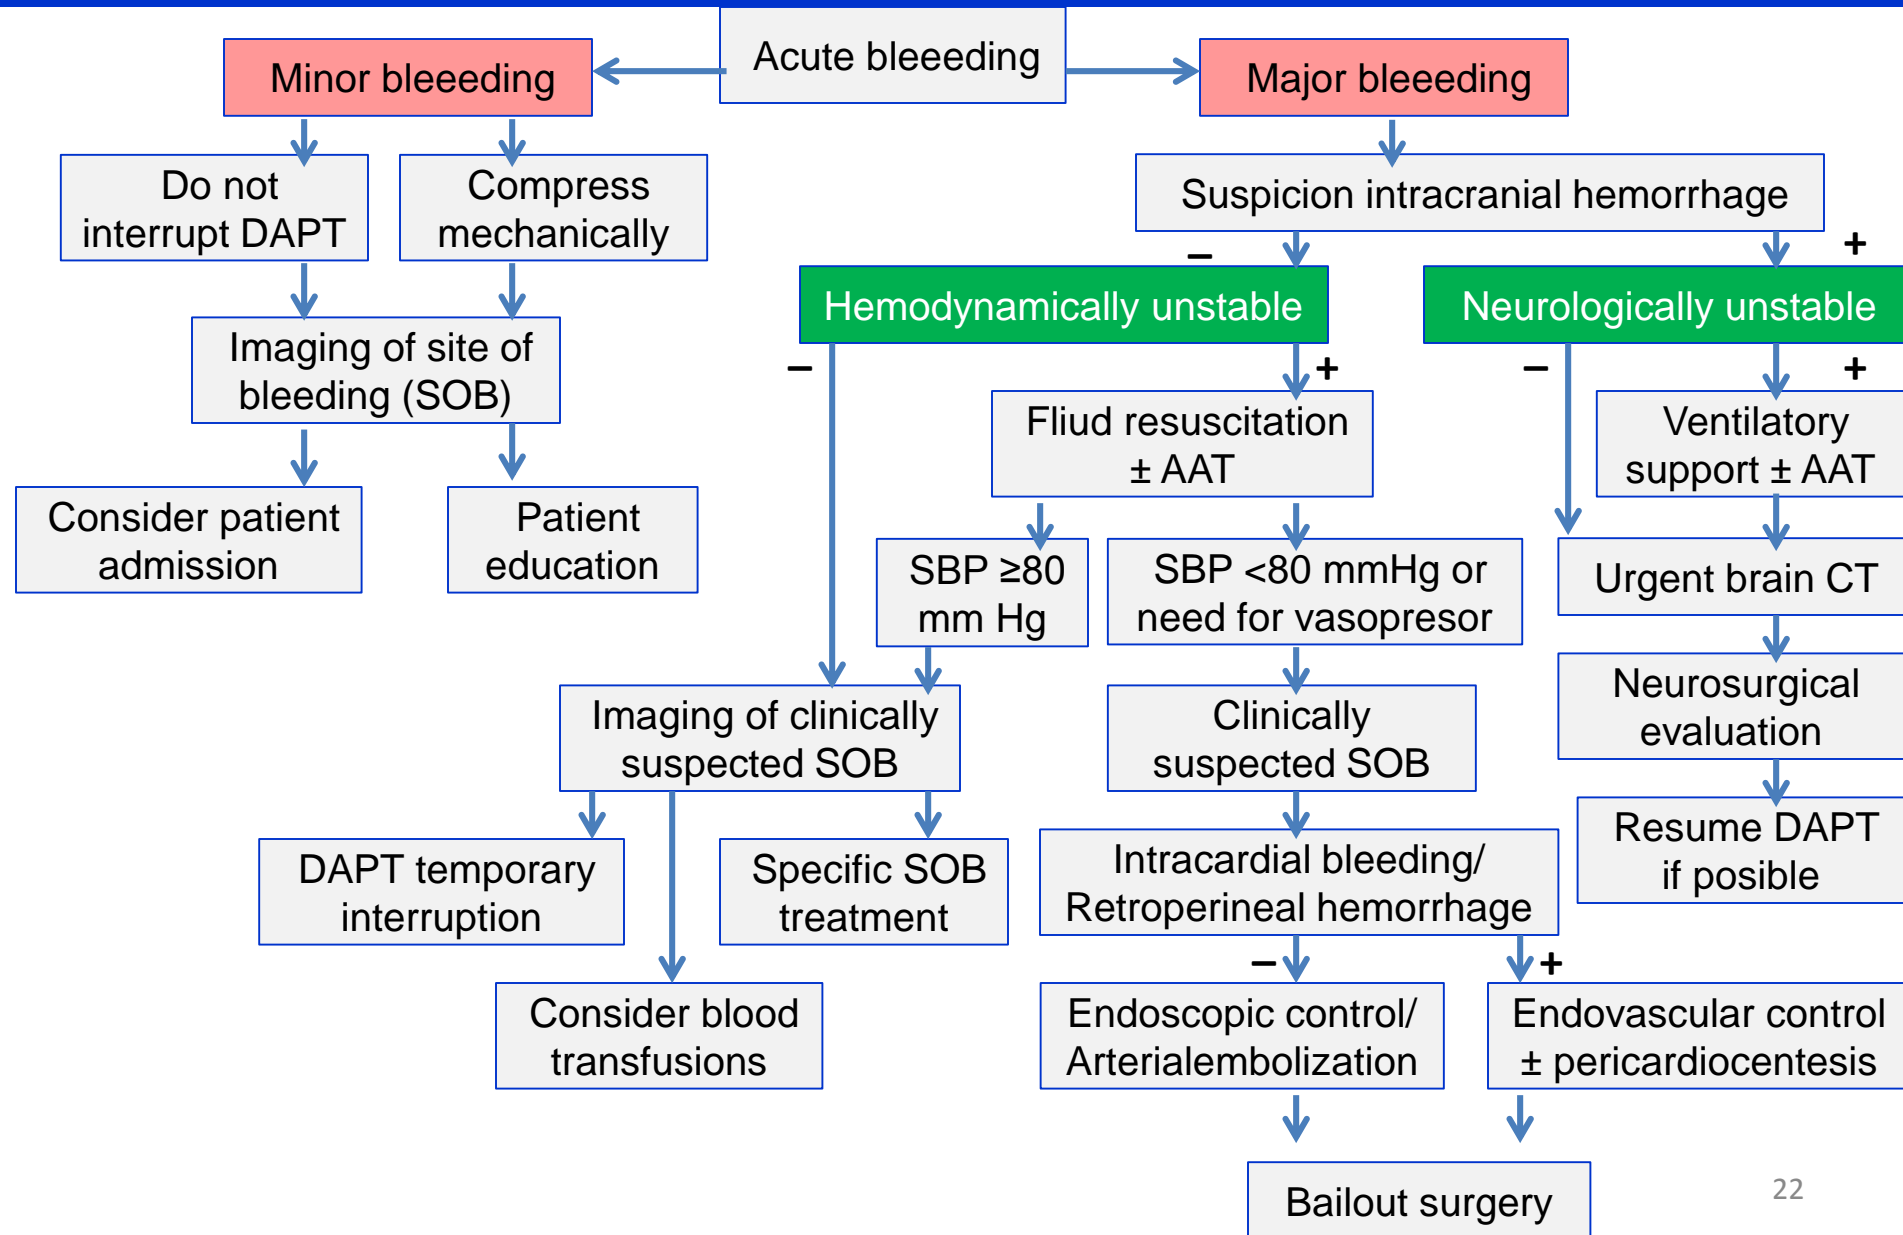 Acute bleeeding
Minor bleeeding
Major bleeeding
Do not
interrupt DAPT
Compress
mechanically
Suspicion intracranial hemorrhage
–
+
Hemodynamically unstable
Neurologically unstable
Imaging of site of
bleeding (SOB)
–
+
–
+
Fliud resuscitation
± AAT
Ventilatory
support ± AAT
Consider patient
admission
Patient
education
SBP ≥80
mm Hg
SBP <80 mmHg or
need for vasopresor
Urgent brain CT
Imaging of clinically
suspected SOB
Clinically
suspected SOB
Neurosurgical
evaluation
DAPT temporary
interruption
Specific SOB
treatment
Intracardial bleeding/
Retroperineal hemorrhage
Resume DAPT
if posible
–
+
Consider blood
transfusions
Endoscopic control/
Arterialembolization
Endovascular control
± pericardiocentesis
Bailout surgery
22